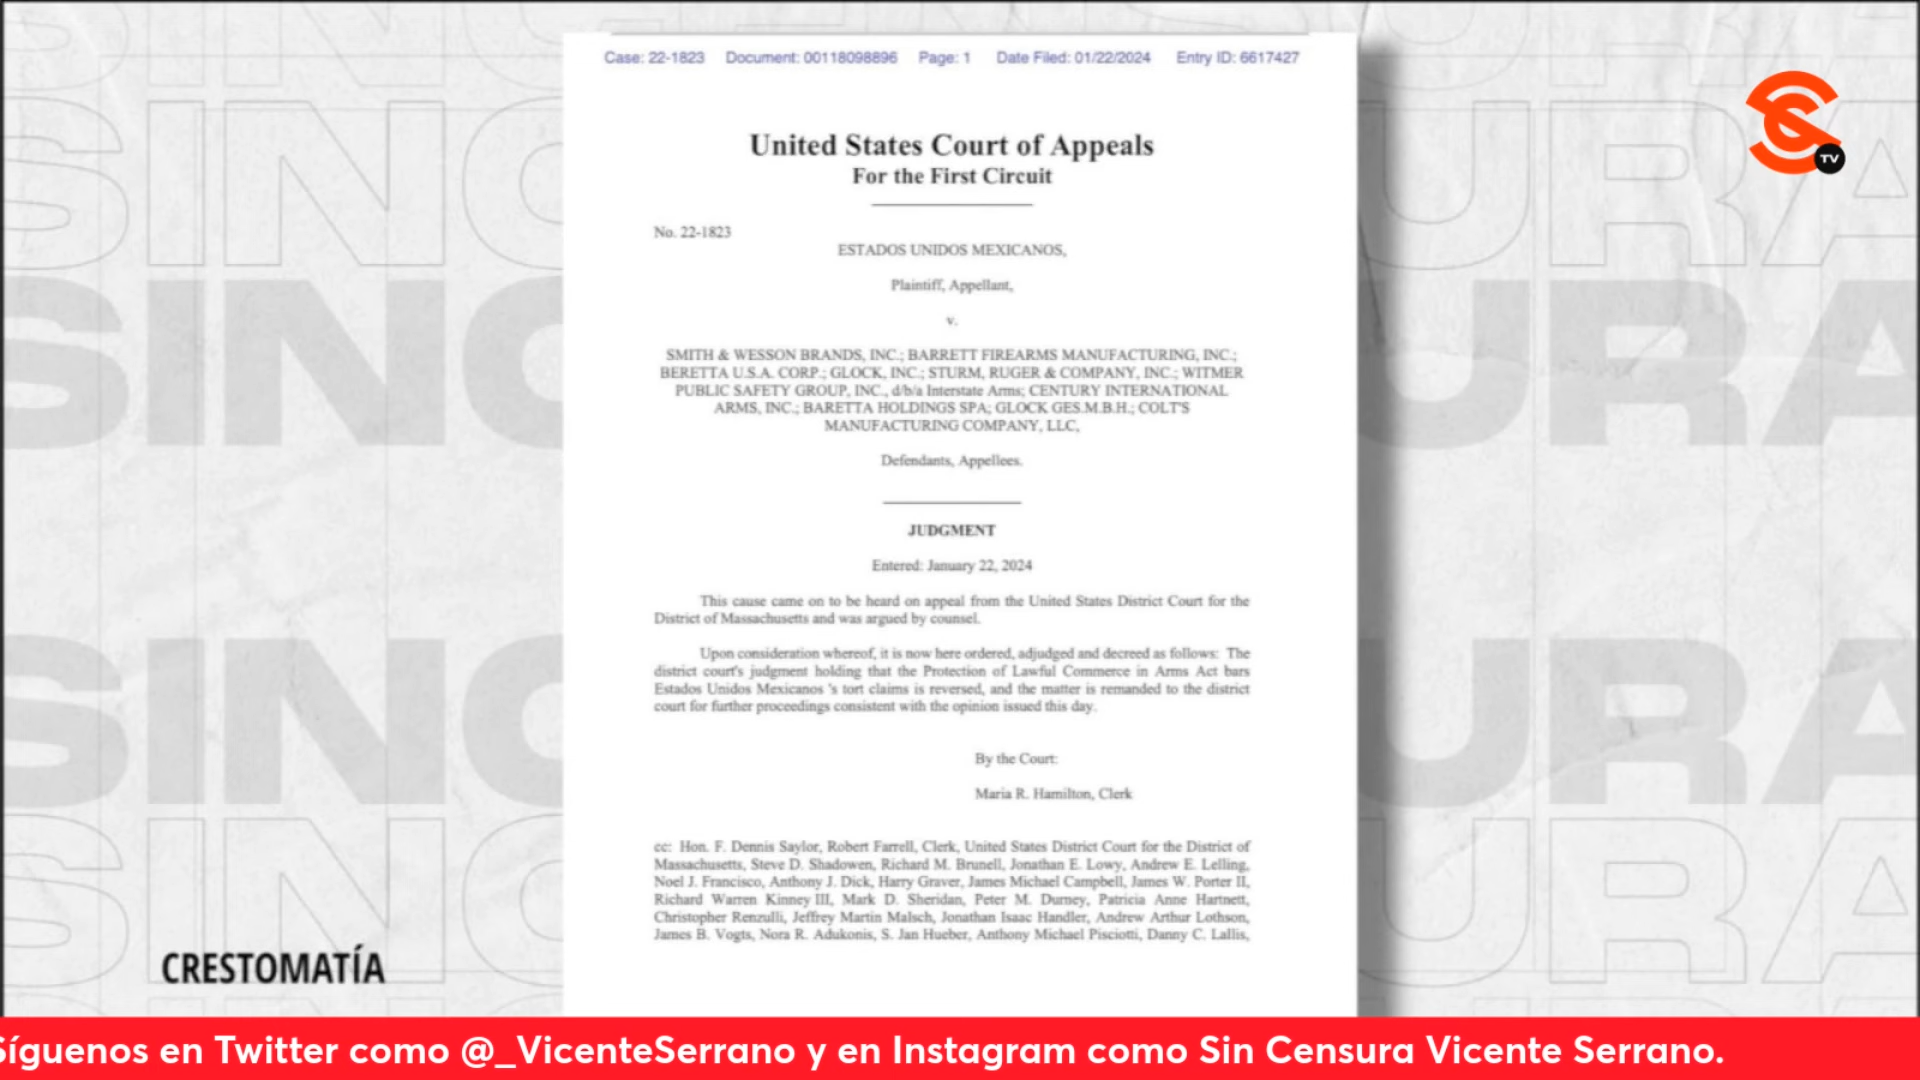 Case: 22-1823 Document: 00118098896 Page: 1 Date Filed: 01/22/2024 Entry ID: 6617427
United States Court of Appeals
For the First Circuit
No. 22-1823
ESTADOS UNIDOS MEXICANOS,
Plaintiff, Appellant,
v.
SMITH & WESSON BRANDS, INC.; BARRETT FIREARMS MANUFACTURING, INC.;
BERETTA U.S.A. CORP.; GLOCK, INC.; STURM, RUGER & COMPANY, INC.; WITMER
PUBLIC SAFETY GROUP, INC., d/b/a Interstate Arms; CENTURY INTERNATIONAL
ARMS, INC.; BARETTA HOLDINGS SPA; GLOCK GES.M.B.H.; COLT'S
MANUFACTURING COMPANY, LLC,
Defendants, Appellees.
JUDGMENT
Entered: January 22, 2024
This cause came on to be heard on appeal from the United States District Court for the
District of Massachusetts and was argued by counsel.
Upon consideration whereof, it is now here ordered, adjudged and decreed as follows: The
district court's judgment holding that the Protection of Lawful Commerce in Arms Act bars
Estados Unidos Mexicanos 's tort claims is reversed, and the matter is remanded to the district
court for further proceedings consistent with the opinion issued this day.
By the Court:
Maria R. Hamilton, Clerk
cc: Hon. F. Dennis Saylor, Robert Farrell, Clerk, United States District Court for the District of
Massachusetts, Steve D. Shadowen, Richard M. Brunell, Jonathan E. Lowy, Andrew E. Lelling,
Noel J. Francisco, Anthony J. Dick, Harry Graver, James Michael Campbell, James W. Porter II,
Richard Warren Kinney III, Mark D. Sheridan, Peter M. Durney, Patricia Anne Hartnett,
Christopher Renzulli, Jeffrey Martin Malsch, Jonathan Isaac Handler, Andrew Arthur Lothson,
James B. Vogts, Nora R. Adukonis, S. Jan Hueber, Anthony Michael Pisciotti, Danny C. Lallis,
TV
SINC
URA
SINC
URA
SINC
URA
SINC
URA
CRESTOMATÍA
Síguenos en Twitter como @_VicenteSerrano y en Instagram como Sin Censura Vicente Serrano.